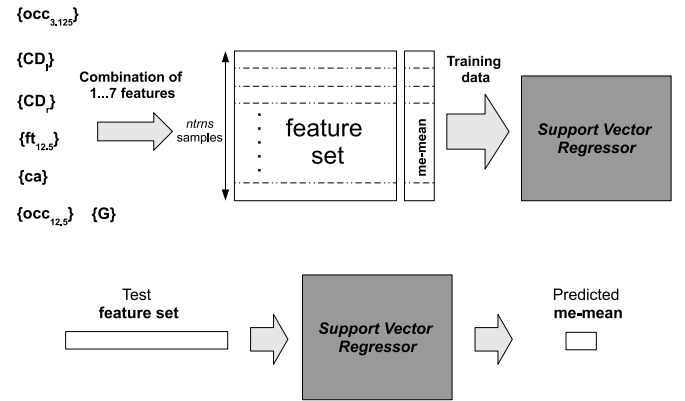 {occ3.125}
{CDl}
{CDr}
{ft12.5}
{ca}
{occ12.5} {G}
Combination of
1...7 features
ntrns
samples
feature
set
me-mean
Training
data
Support Vector
Regressor
Test
feature set
Support Vector
Regressor
Predicted
me-mean